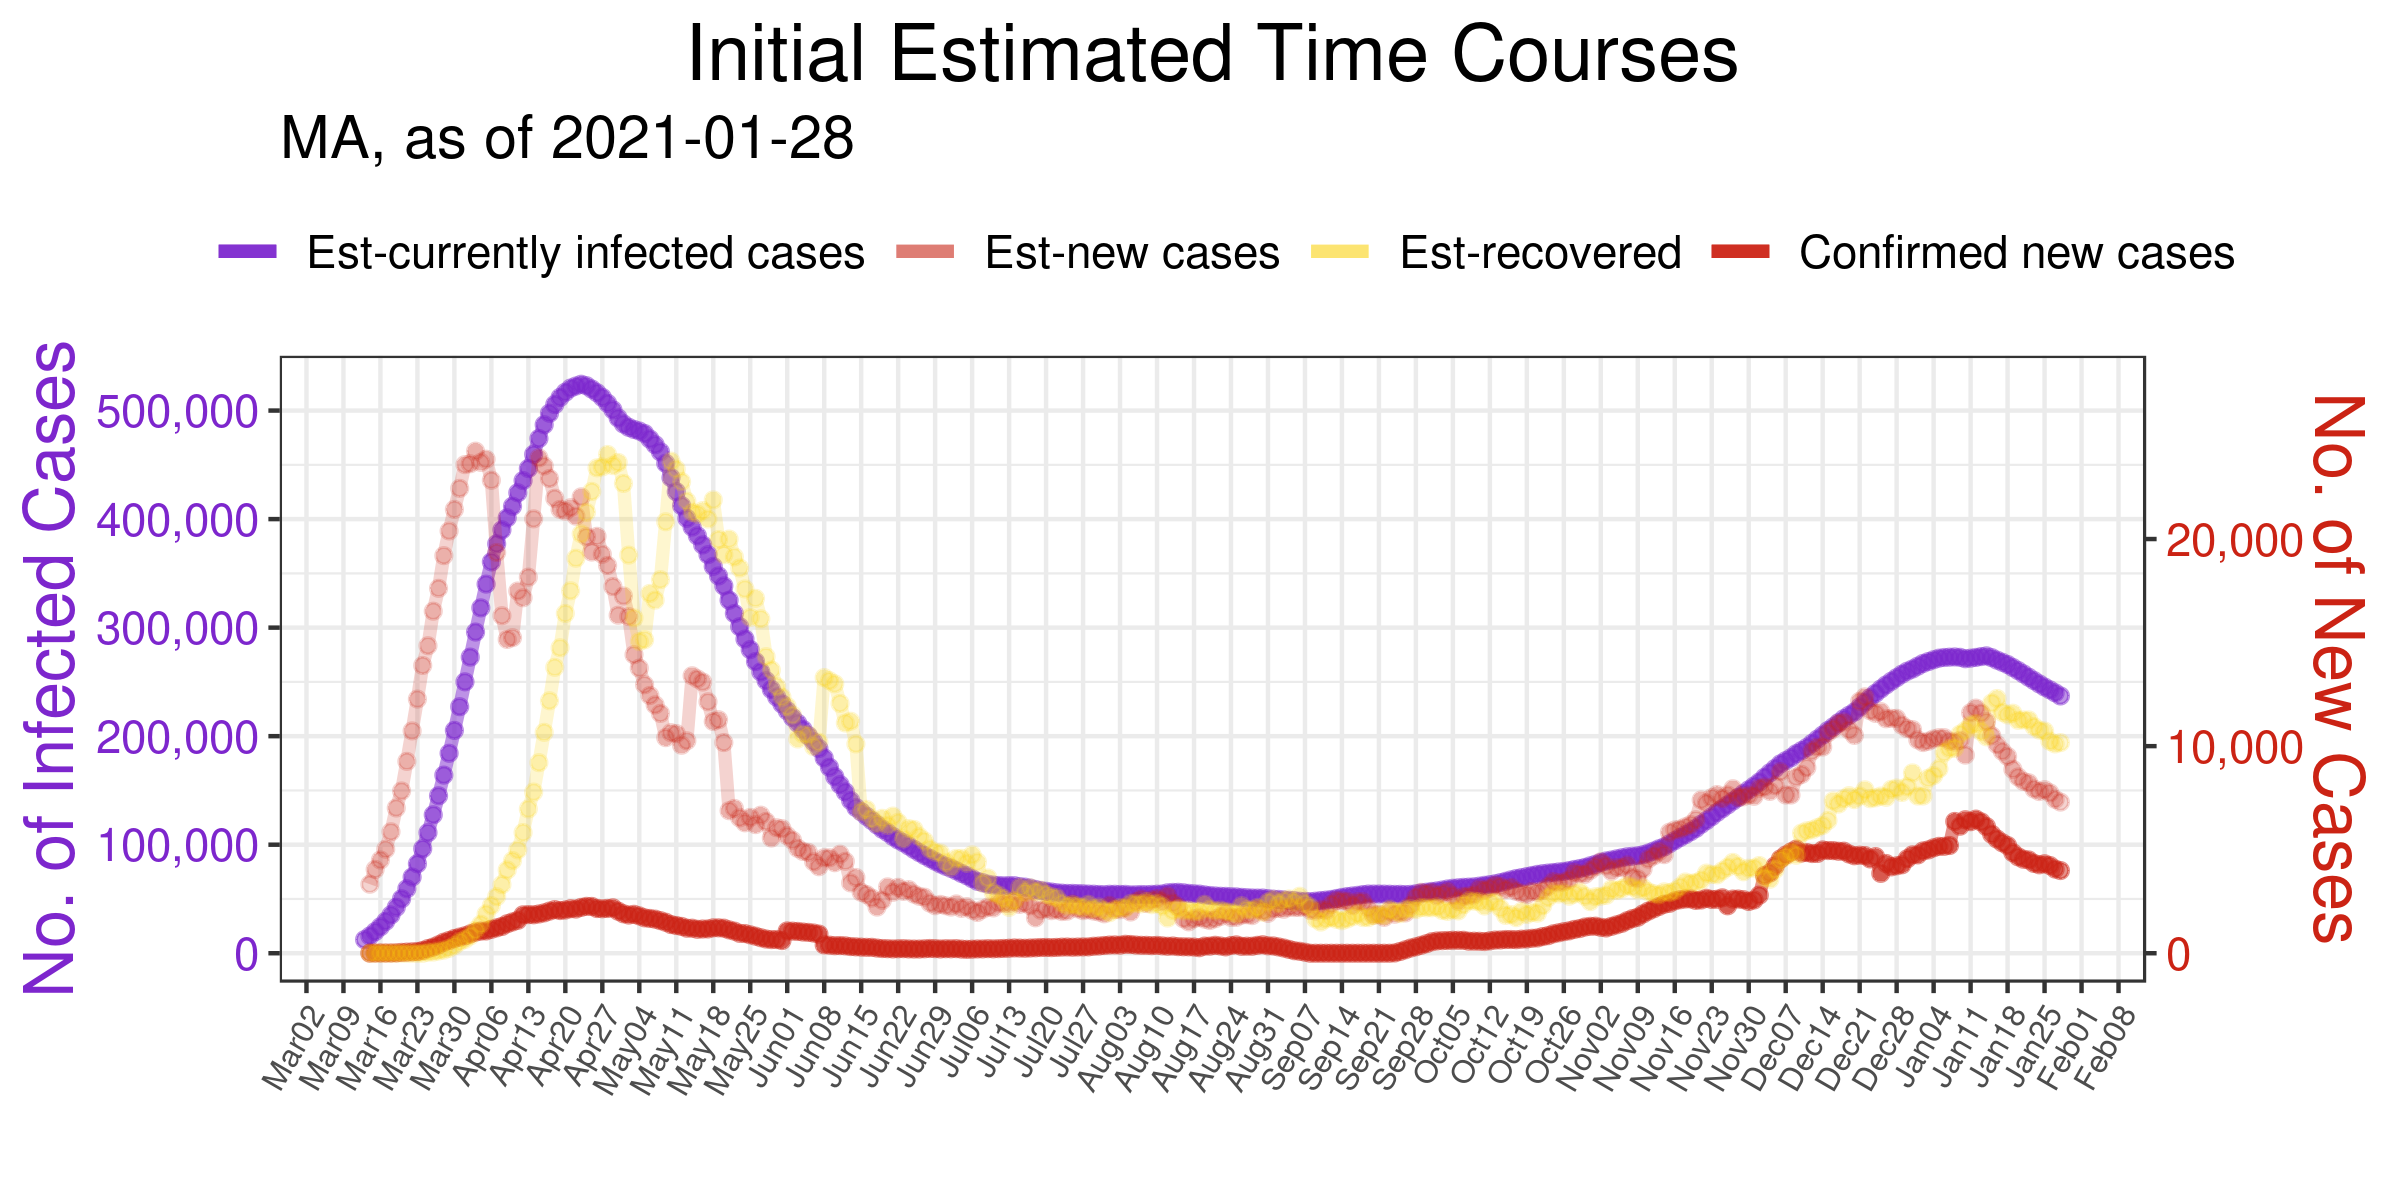 Initial Estimated Time Courses
MA, as of 2021-01-28
Est-currently infected cases
Est-new cases
Est-recovered
Confirmed new cases
No. of Infected Cases
500,000
400,000
300,000
200,000
100,000
0
No. of New Cases
20,000
10,000
0
Mar02
Mar09
Mar16
Mar23
Mar30
Apr06
Apr13
Apr20
Apr27
May04
May11
May18
May25
Jun01
Jun08
Jun15
Jun22
Jun29
Jul06
Jul13
Jul20
Jul27
Aug03
Aug10
Aug17
Aug24
Aug31
Sep07
Sep14
Sep21
Sep28
Oct05
Oct12
Oct19
Oct26
Nov02
Nov09
Nov16
Nov23
Nov30
Dec07
Dec14
Dec21
Dec28
Jan04
Jan11
Jan18
Jan25
Feb01
Feb08